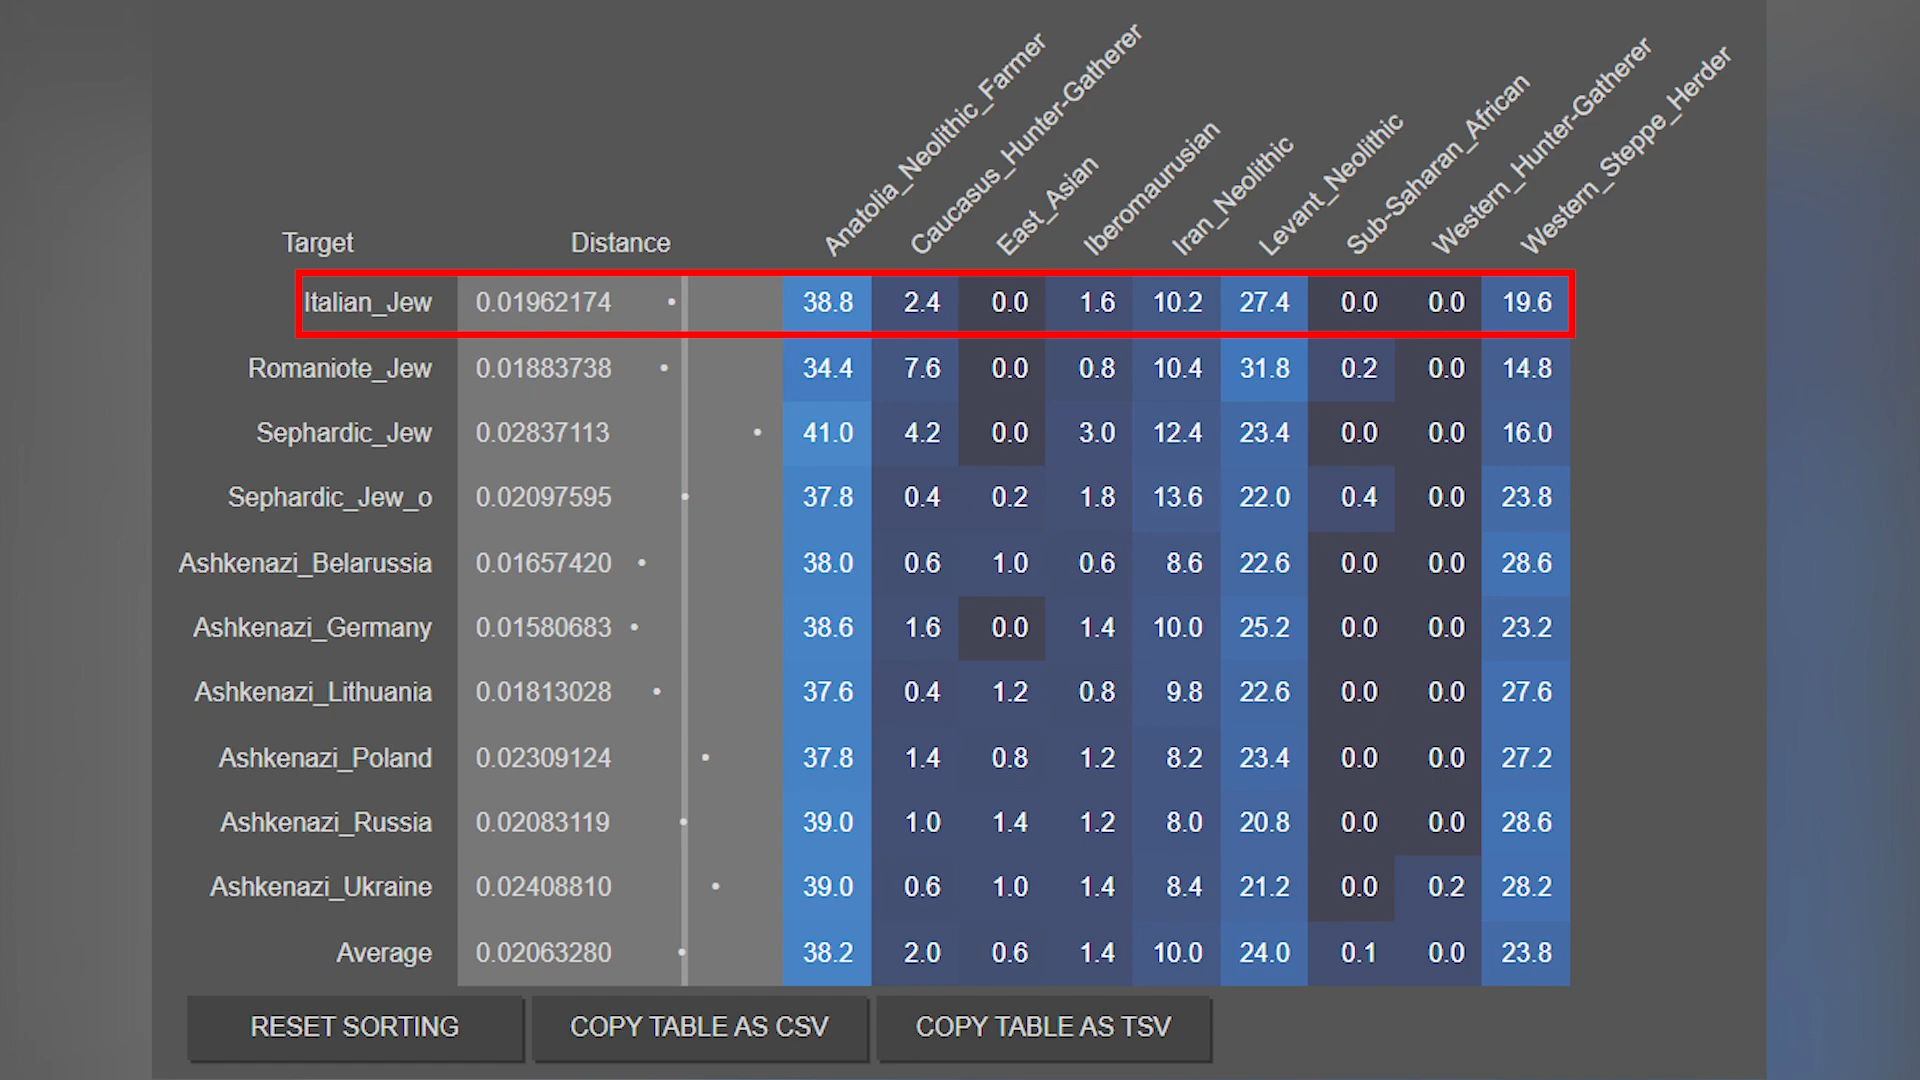 Anatolia_Neolithic_Farmer Caucasus_Hunter-Gatherer East_Asian Iberomaurusian Iran_Neolithic Levant_Neolithic Sub-Saharan_African Western_Hunter-Gatherer Western_Steppe_Herder
Target Distance
Italian_Jew 0.01962174 38.8 2.4 0.0 1.6 10.2 27.4 0.0 0.0 19.6
Romaniote_Jew 0.01883738 34.4 7.6 0.0 0.8 10.4 31.8 0.2 0.0 14.8
Sephardic_Jew 0.02837113 41.0 4.2 0.0 3.0 12.4 23.4 0.0 0.0 16.0
Sephardic_Jew_o 0.02097595 37.8 0.4 0.2 1.8 13.6 22.0 0.4 0.0 23.8
Ashkenazi_Belarussia 0.01657420 38.0 0.6 1.0 0.6 8.6 22.6 0.0 0.0 28.6
Ashkenazi_Germany 0.01580683 38.6 1.6 0.0 1.4 10.0 25.2 0.0 0.0 23.2
Ashkenazi_Lithuania 0.01813028 37.6 0.4 1.2 0.8 9.8 22.6 0.0 0.0 27.6
Ashkenazi_Poland 0.02309124 37.8 1.4 0.8 1.2 8.2 23.4 0.0 0.0 27.2
Ashkenazi_Russia 0.02083119 39.0 1.0 1.4 1.2 8.0 20.8 0.0 0.0 28.6
Ashkenazi_Ukraine 0.02408810 39.0 0.6 1.0 1.4 8.4 21.2 0.0 0.2 28.2
Average 0.02063280 38.2 2.0 0.6 1.4 10.0 24.0 0.1 0.0 23.8
RESET SORTING COPY TABLE AS CSV COPY TABLE AS TSV